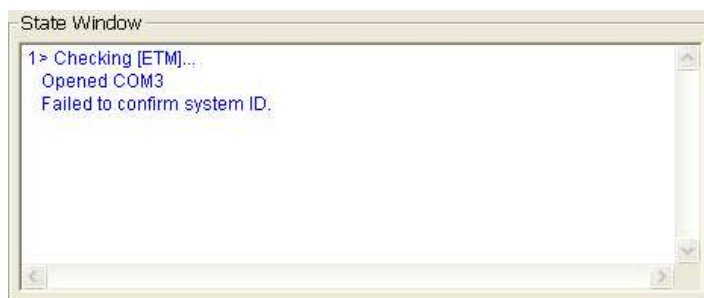 State Window
1> Checking [ETM]...
Opened COM3
Failed to confirm system ID.